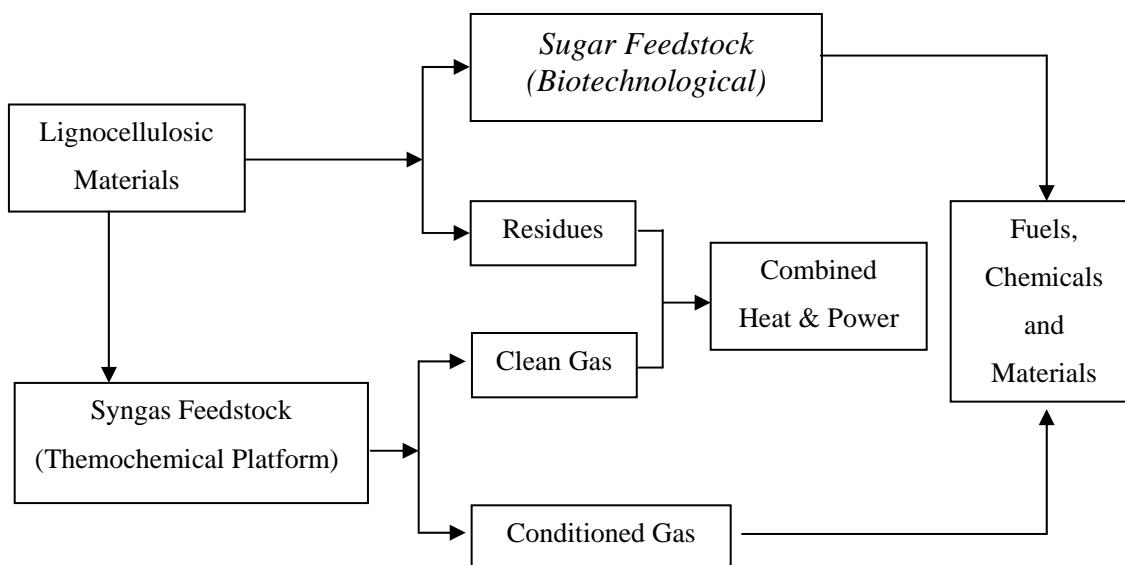 Sugar Feedstock
(Biotechnological)
Lignocellulosic
Materials
Residues
Combined
Heat & Power
Fuels,
Chemicals
and
Materials
Clean Gas
Syngas Feedstock
(Themochemical Platform)
Conditioned Gas